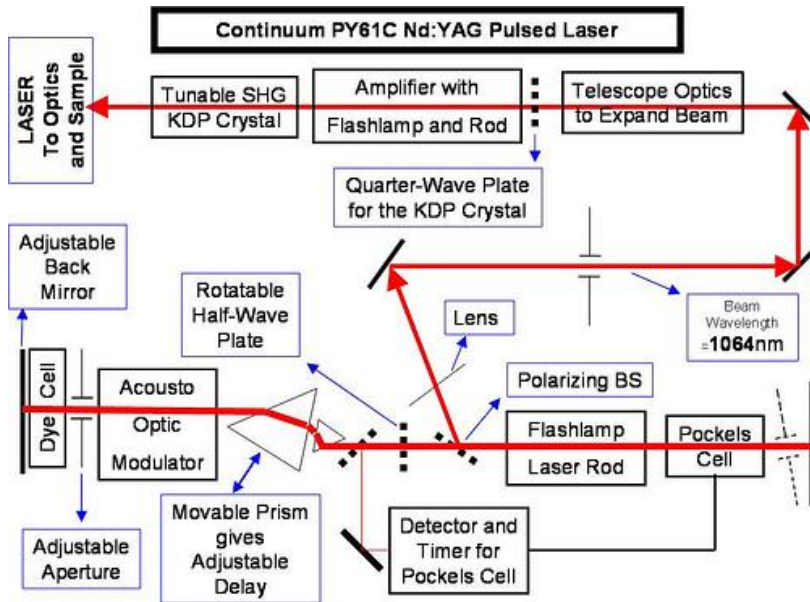 Continuum PY61C Nd:YAG Pulsed Laser
LASER
To Optics
and Sample
Tunable SHG
KDP Crystal
Amplifier with
Flashlamp and Rod
Telescope Optics
to Expand Beam
Quarter-Wave Plate
for the KDP Crystal
Adjustable
Back
Mirror
Rotatable
Half-Wave
Plate
Lens
Beam
Wavelength
=1064nm
Polarizing BS
Dye Cell
Acousto
Optic
Modulator
Flashlamp
Laser Rod
Pockels
Cell
Movable Prism
gives
Adjustable
Delay
Detector and
Timer for
Pockels Cell
Adjustable
Aperture